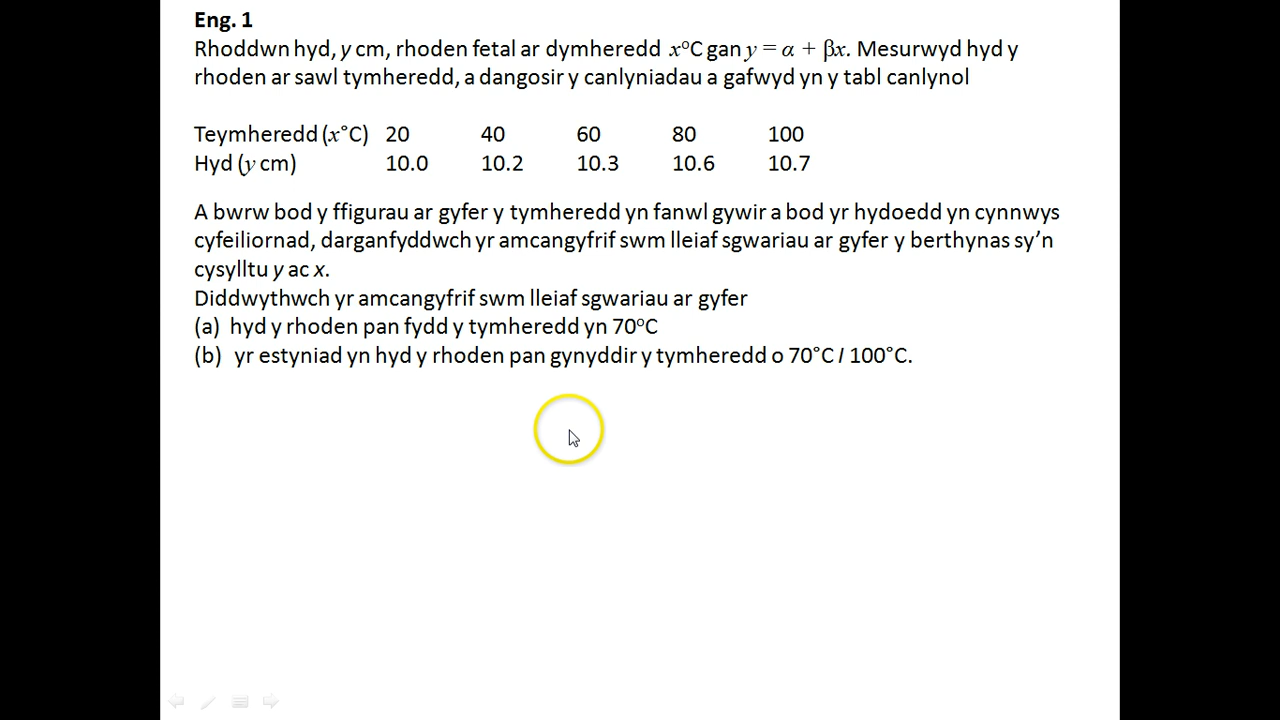 Eng. 1
Rhoddwn hyd, y cm, rhoden fetal ar dymheredd x°C gan y = α + βx. Mesurwyd hyd y
rhoden ar sawl tymheredd, a dangosir y canlyniadau a gafwyd yn y tabl canlynol
Teymheredd (x°C) 20 40 60 80 100
Hyd (y cm) 10.0 10.2 10.3 10.6 10.7
A bwrw bod y ffigurau ar gyfer y tymheredd yn fanwl gywir a bod yr hydoedd yn cynnwys
cyfeiliornad, darganfyddwch yr amcangyfrif swm lleiaf sgwariau ar gyfer y berthynas sy’n
cysylltu y ac x.
Diddwythwch yr amcangyfrif swm lleiaf sgwariau ar gyfer
(a) hyd y rhoden pan fydd y tymheredd yn 70°C
(b) yr estyniad yn hyd y rhoden pan gynyddir y tymheredd o 70°C I 100°C.